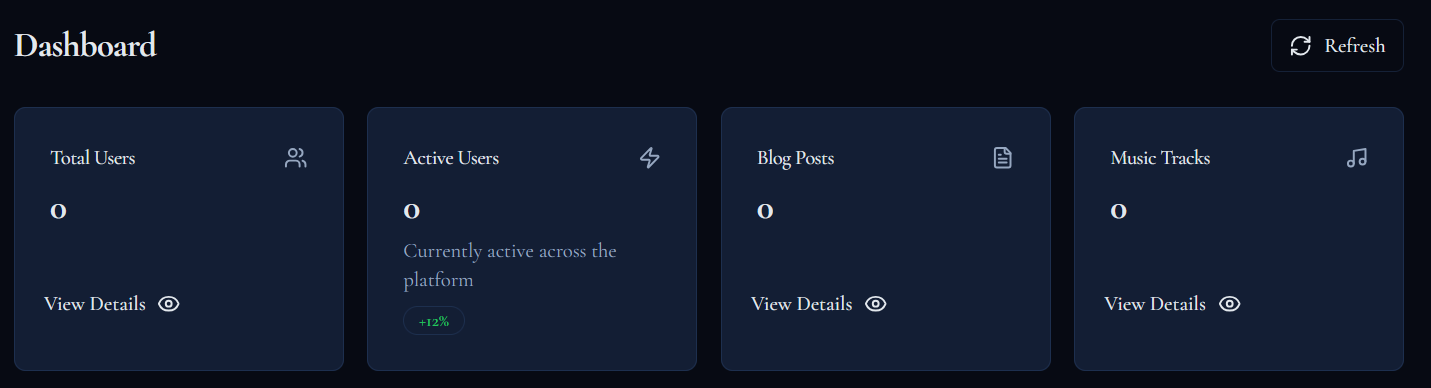 Dashboard
Refresh
Total Users
0
View Details
Active Users
0
Currently active across the
platform
+12%
Blog Posts
0
View Details
Music Tracks
0
View Details